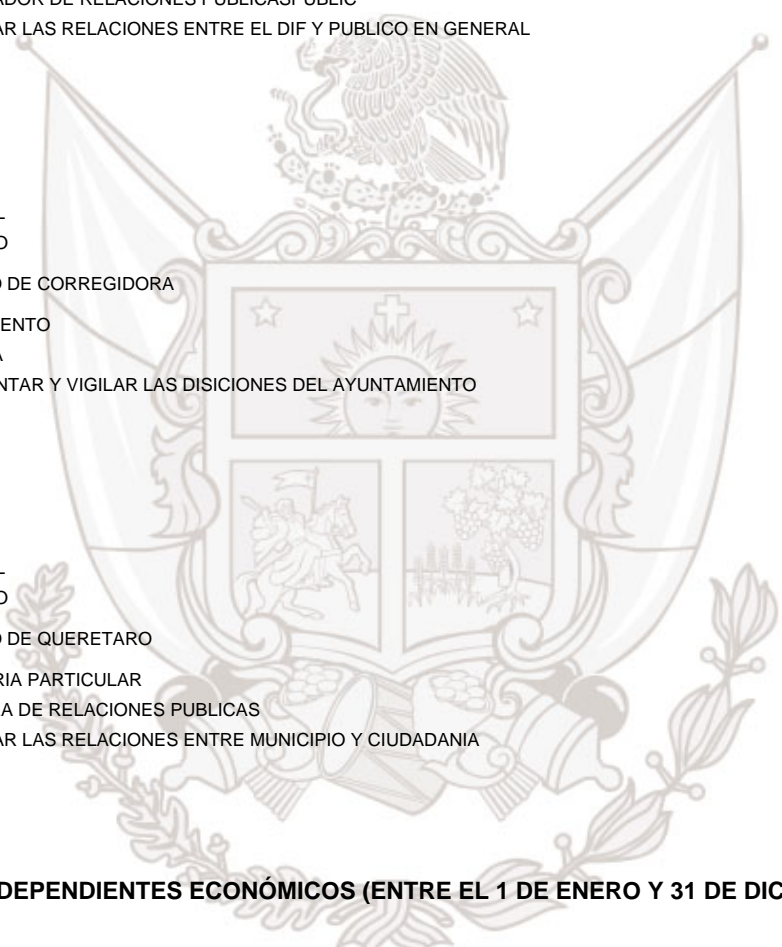 ADOR DE RELACIONES PUBLICASPUBLIC
AR LAS RELACIONES ENTRE EL DIF Y PUBLICO EN GENERAL
L
O
O DE CORREGIDORA
IENTO
A
NTAR Y VIGILAR LAS DISICIONES DEL AYUNTAMIENTO
L
O
O DE QUERETARO
RIA PARTICULAR
RA DE RELACIONES PUBLICAS
AR LAS RELACIONES ENTRE MUNICIPIO Y CIUDADANIA
DEPENDIENTES ECONÓMICOS (ENTRE EL 1 DE ENERO Y 31 DE DIC